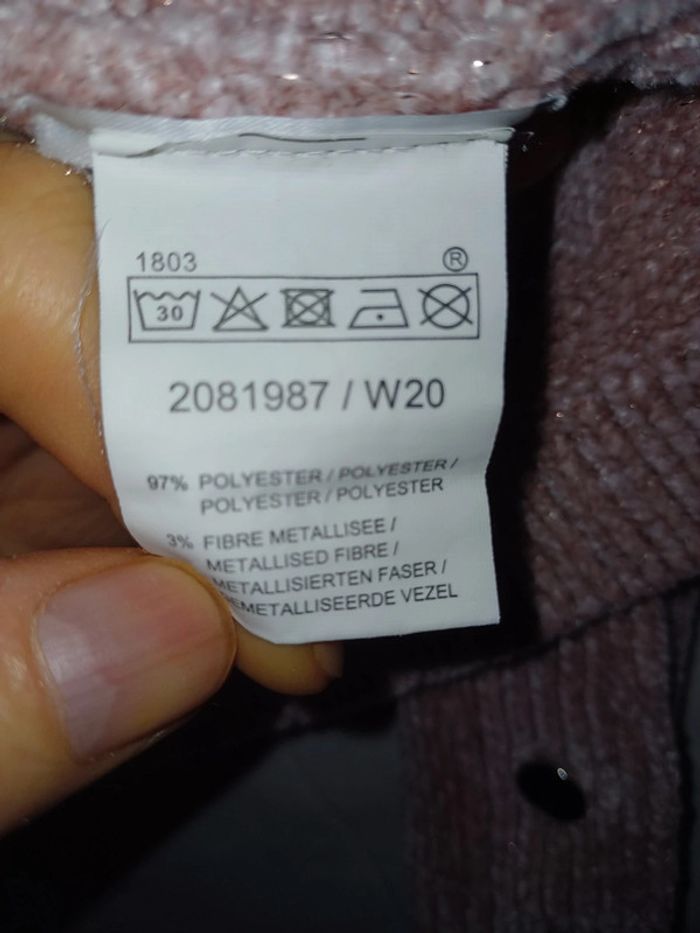 1803 ®
30
2081987 / W20
97% POLYESTER / POLYESTER /
POLYESTER / POLYESTER
3% FIBRE METALLISEE /
METALLISED FIBRE /
METALLISIERTEN FASER /
GEMETALLISEERDE VEZEL